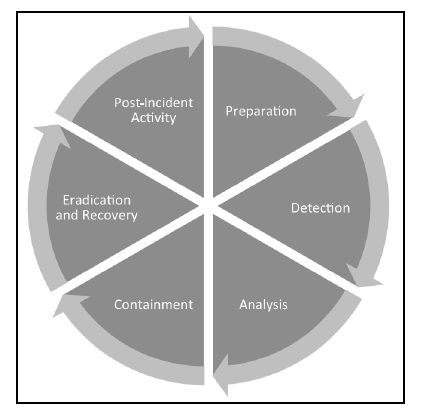 Preparation
Detection
Analysis
Containment
Eradication
and Recovery
Post-Incident
Activity